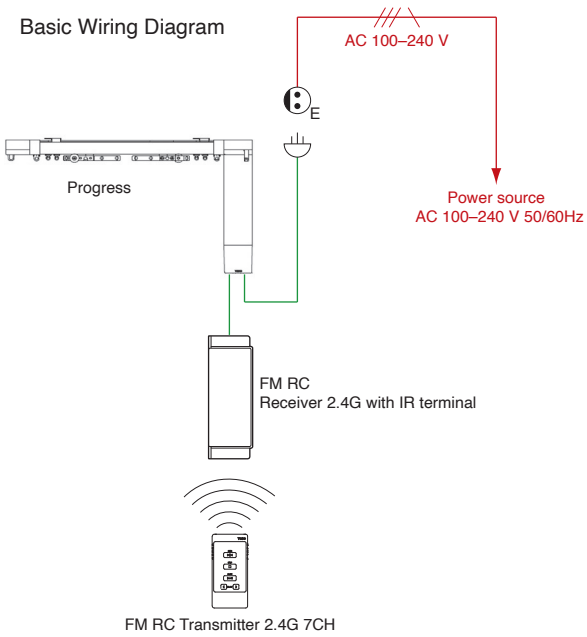 Basic Wiring Diagram
AC 100–240 V
E
Progress
Power source
AC 100–240 V 50/60Hz
FM RC
Receiver 2.4G with IR terminal
FM RC Transmitter 2.4G 7CH